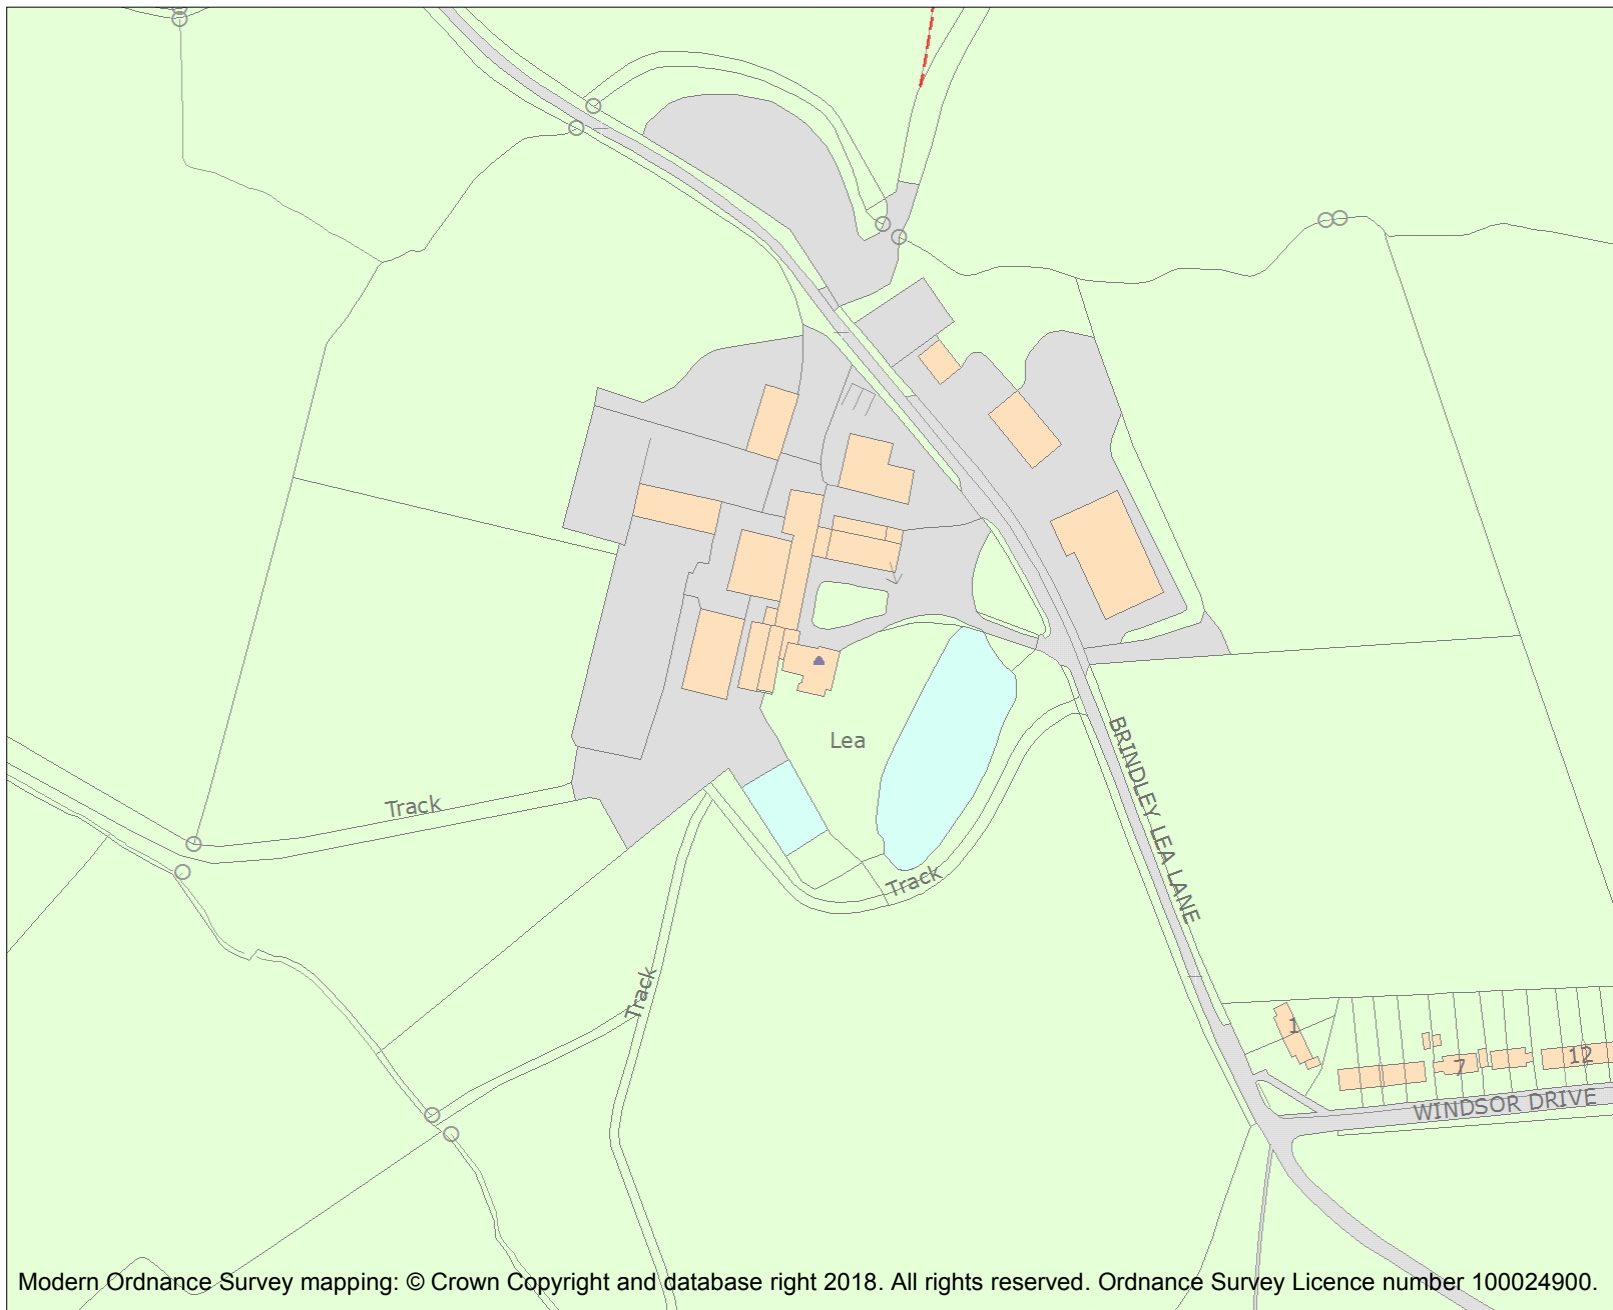 Lea
BRINDLEY LEA LANE
Track
Track
Track
1
7
12
WINDSOR DRIVE
Modern Ordnance Survey mapping: © Crown Copyright and database right 2018. All rights reserved. Ordnance Survey Licence number 100024900.